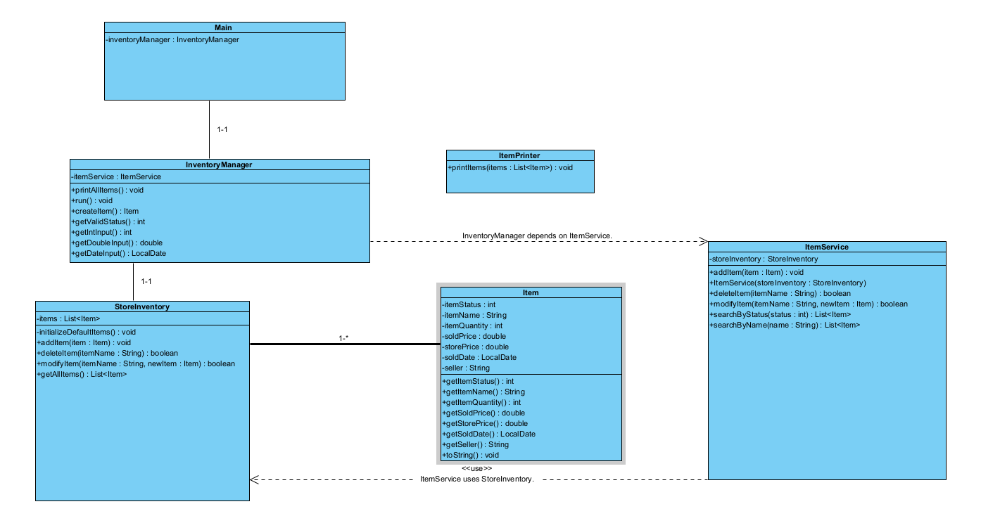 Main
-inventoryManager : InventoryManager
1-1
InventoryManager
-itemService : ItemService
+printAllItems() : void
+run() : void
+createItem() : Item
+getValidStatus() : int
+getIntInput() : int
+getDoubleInput() : double
+getDateInput() : LocalDate
ItemPrinter
+printItems(items : List<Item>) : void
InventoryManager depends on ItemService.
ItemService
-storeInventory : StoreInventory
+addItem(item : Item) : void
+ItemService(storeInventory : StoreInventory)
+deleteItem(itemName : String) : boolean
+modifyItem(itemName : String, newItem : Item) : boolean
+searchByStatus(status : int) : List<Item>
+searchByName(name : String) : List<Item>
1-1
StoreInventory
-items : List<Item>
-initializeDefaultItems() : void
+addItem(item : Item) : void
+deleteItem(itemName : String) : boolean
+modifyItem(itemName : String, newItem : Item) : boolean
+getAllItems() : List<Item>
1-*
Item
-itemStatus : int
-itemName : String
-itemQuantity : int
-soldPrice : double
-storePrice : double
-soldDate : LocalDate
-seller : String
+getItemStatus() : int
+getItemName() : String
+getItemQuantity() : int
+getSoldPrice() : double
+getStorePrice() : double
+getSoldDate() : LocalDate
+getSeller() : String
+toString() : void
<<use>>
ItemService uses StoreInventory.